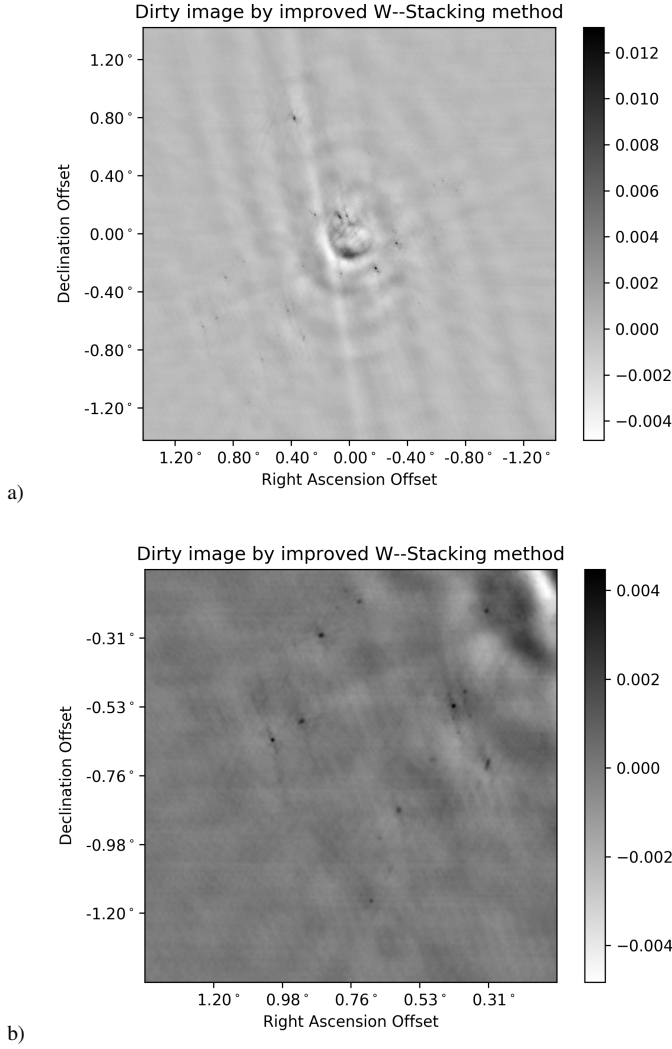 Dirty image by improved W--Stacking method
1.20°
0.80°
0.40°
0.00°
-0.40°
-0.80°
-1.20°
Declination Offset
1.20° 0.80° 0.40° 0.00° -0.40° -0.80° -1.20°
Right Ascension Offset
0.012
0.010
0.008
0.006
0.004
0.002
0.000
−0.002
−0.004
a)
Dirty image by improved W--Stacking method
-0.31°
-0.53°
-0.76°
-0.98°
-1.20°
Declination Offset
1.20° 0.98° 0.76° 0.53° 0.31°
Right Ascension Offset
0.004
0.002
0.000
−0.002
−0.004
b)